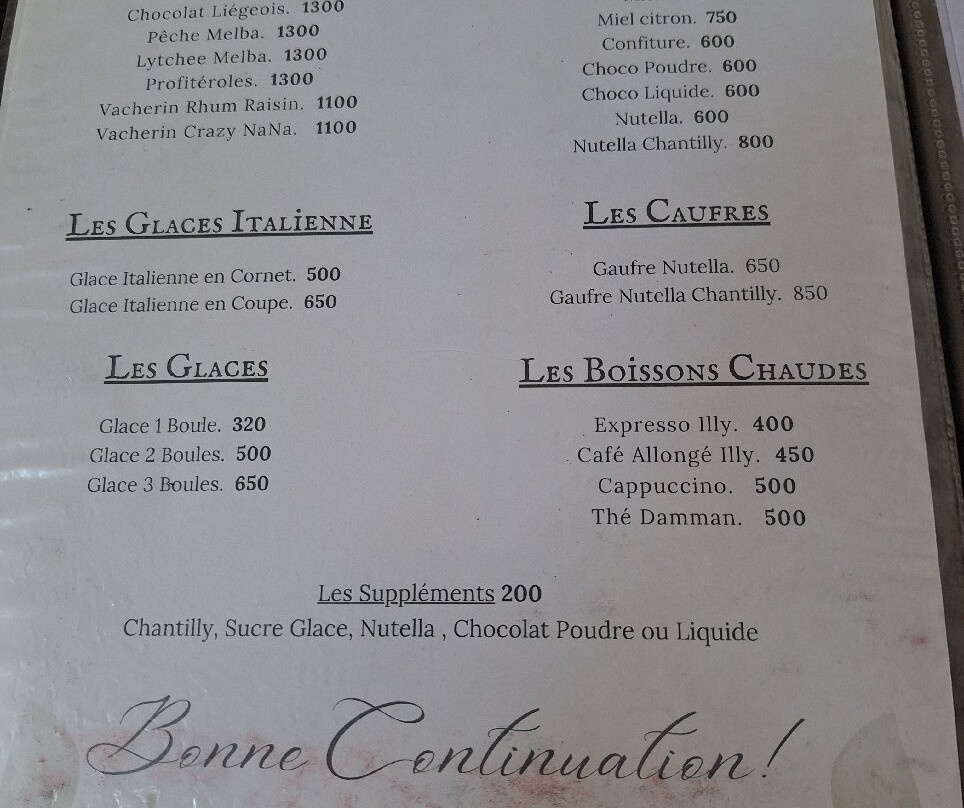 Chocolat Liégeois. 1300
Pêche Melba. 1300
Lytchee Melba. 1300
Profitéroles. 1300
Vacherin Rhum Raisin. 1100
Vacherin Crazy NaNa. 1100
Les Glaces Italienne
Glace Italienne en Cornet. 500
Glace Italienne en Coupe. 650
Les Glaces
Glace 1 Boule. 320
Glace 2 Boules. 500
Glace 3 Boules. 650
Miel citron. 750
Confiture. 600
Choco Poudre. 600
Choco Liquide. 600
Nutella. 600
Nutella Chantilly. 800
Les Caufres
Gaufre Nutella. 650
Gaufre Nutella Chantilly. 850
Les Boissons Chaudes
Expresso Illy. 400
Café Allongé Illy. 450
Cappuccino. 500
Thé Damman. 500
Les Suppléments 200
Chantilly, Sucre Glace, Nutella , Chocolat Poudre ou Liquide
Bonne Continuation!